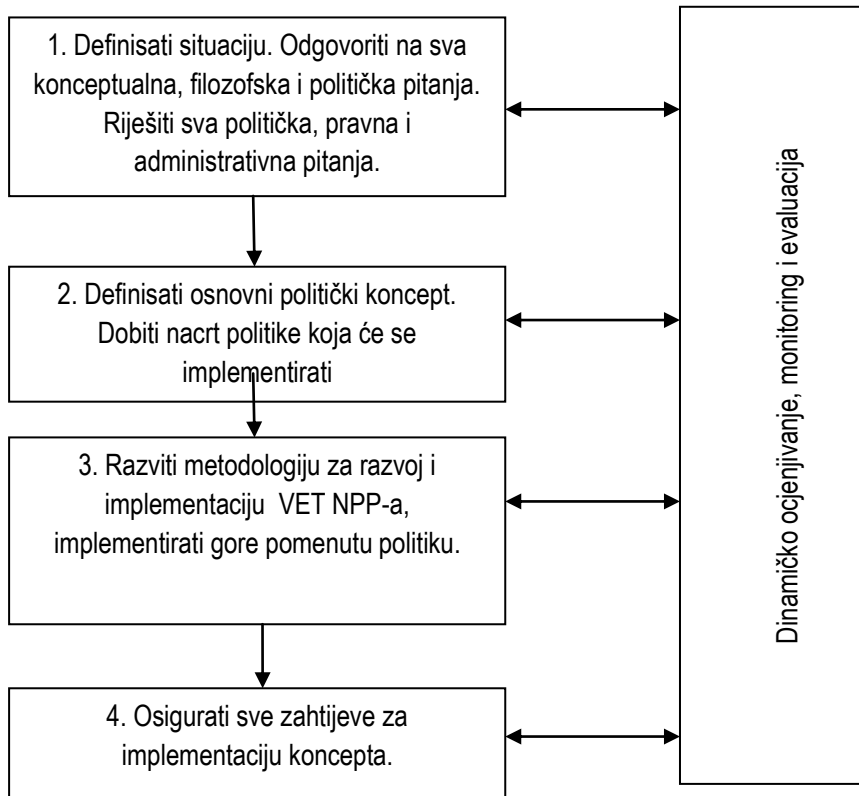 1. Definisati situaciju. Odgovoriti na sva
konceptualna, filozofska i politička pitanja.
Riješiti sva politička, pravna i
administrativna pitanja.
2. Definisati osnovni politički koncept.
Dobiti nacrt politike koja će se
implementirati
3. Razviti metodologiju za razvoj i
implementaciju VET NPP-a,
implementirati gore pomenutu politiku.
4. Osigurati sve zahtijeve za
implementaciju koncepta.
Dinamičko ocjenjivanje, monitoring i evaluacija